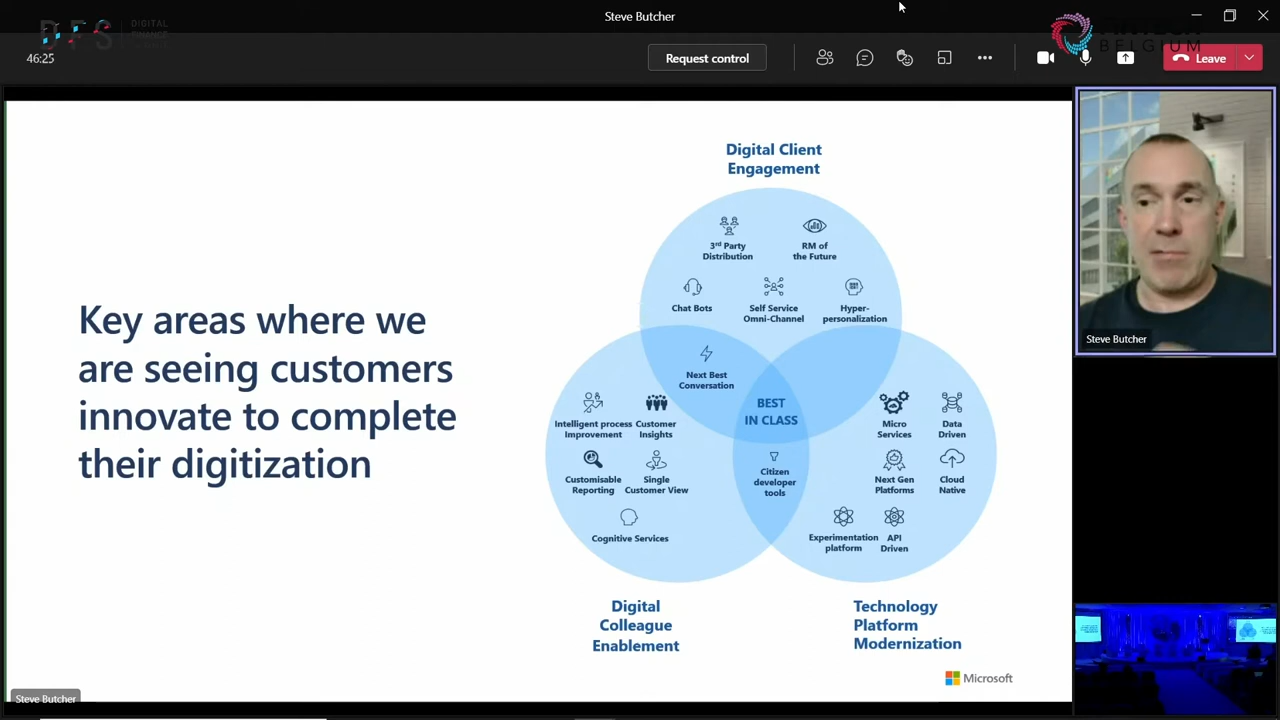 Steve Butcher
DFS
DIGITAL
FINANCE
BELGIUM
46:25
Request control
Leave
Digital Client
Engagement
3rd Party
Distribution
RM of
the Future
Chat Bots
Self Service
Omni-Channel
Hyper-
personalization
Key areas where we
are seeing customers
innovate to complete
their digitization
Next Best
Conversation
BEST
IN CLASS
Intelligent process
Improvement
Customer
Insights
Micro
Services
Data
Driven
Customisable
Reporting
Single
Customer View
Citizen
developer
tools
Next Gen
Platforms
Cloud
Native
Cognitive Services
Experimentation
platform
API
Driven
Digital
Colleague
Enablement
Technology
Platform
Modernization
Microsoft
Steve Butcher
Steve Butcher